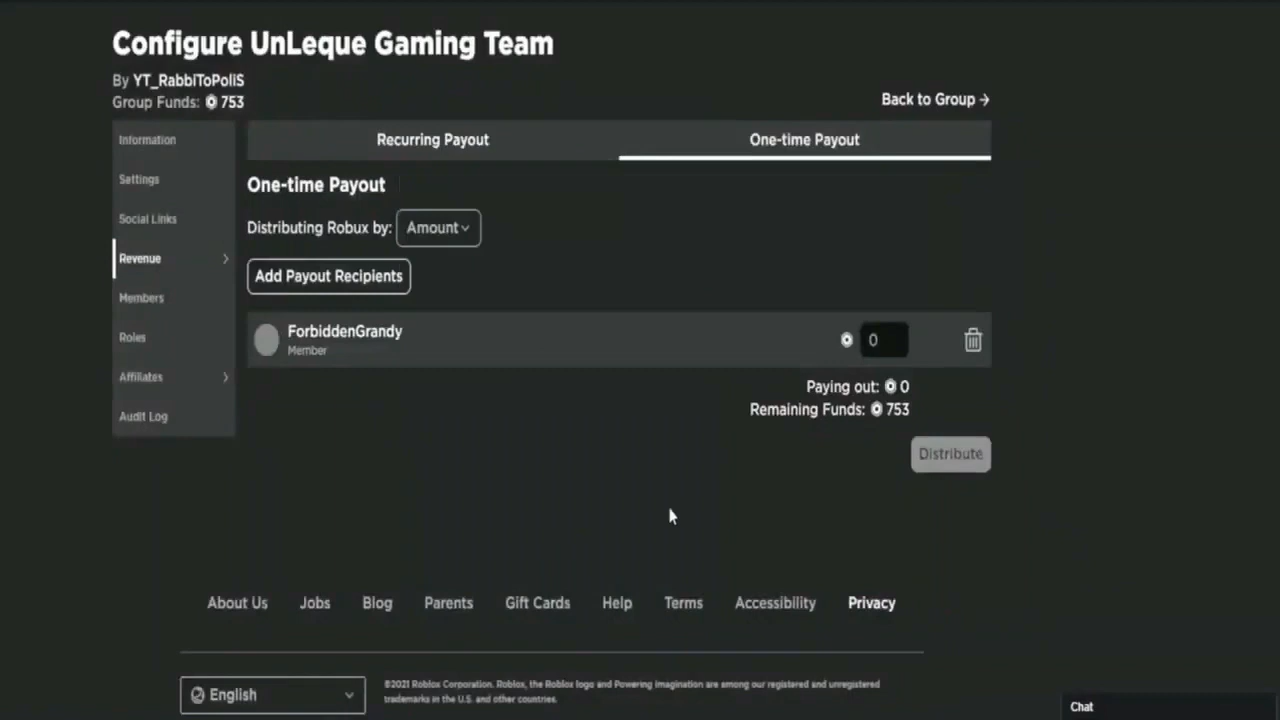 Configure UnLeque Gaming Team
By YT_RabbiToPollS
Group Funds: 753
Back to Group →
Information
Settings
Social Links
Revenue
Members
Roles
Affiliates
Audit Log
Recurring Payout
One-time Payout
One-time Payout
Distributing Robux by: Amount
Add Payout Recipients
ForbiddenGrandy
Member
0
Paying out: 0
Remaining Funds: 753
Distribute
About Us Jobs Blog Parents Gift Cards Help Terms Accessibility Privacy
English
©2021 Roblox Corporation. Roblox, the Roblox logo and Powering Imagination are among our registered and unregistered
trademarks in the U.S. and other countries.
Chat